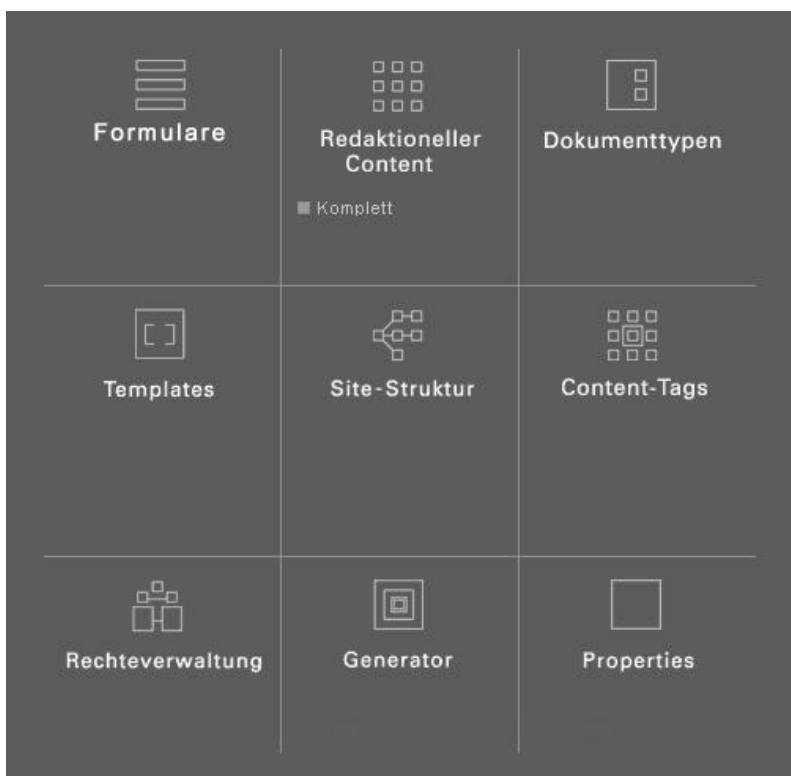 Formulare
Redaktioneller
Content
Komplett
Dokumenttypen
Templates
Site-Struktur
Content-Tags
Rechteverwaltung
Generator
Properties